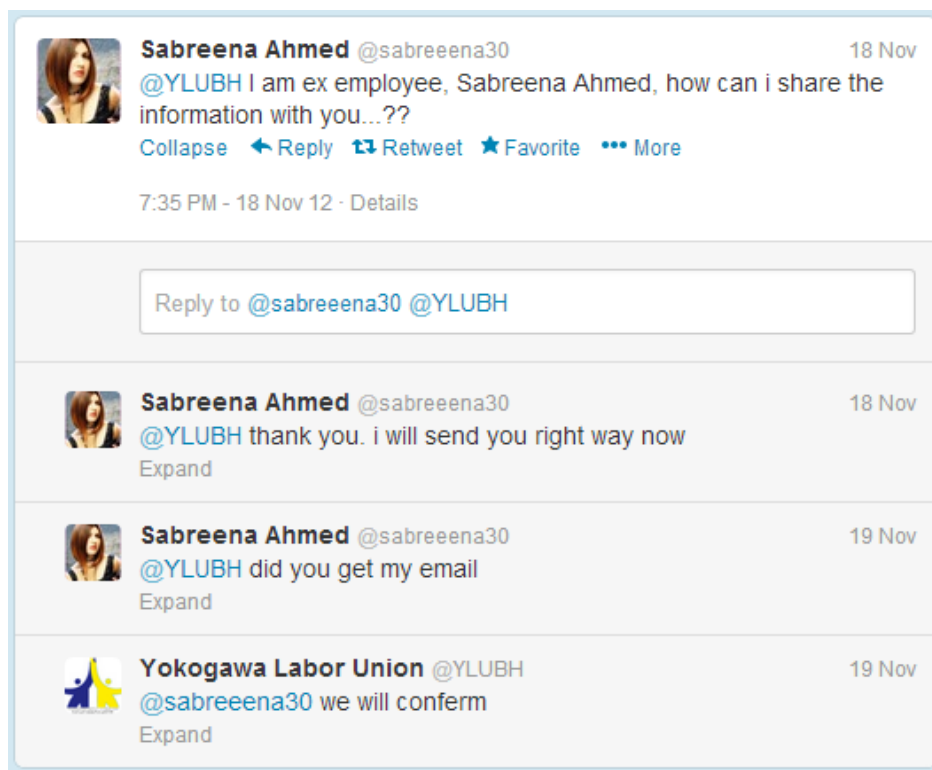 Sabreena Ahmed @sabreeena30 18 Nov
@YLUBH I am ex employee, Sabreena Ahmed, how can i share the
information with you...??
Collapse Reply Retweet Favorite More
7:35 PM - 18 Nov 12 · Details
Reply to @sabreeena30 @YLUBH
Sabreena Ahmed @sabreeena30 18 Nov
@YLUBH thank you. i will send you right way now
Expand
Sabreena Ahmed @sabreeena30 19 Nov
@YLUBH did you get my email
Expand
Yokogawa Labor Union @YLUBH 19 Nov
@sabreeena30 we will conferm
Expand